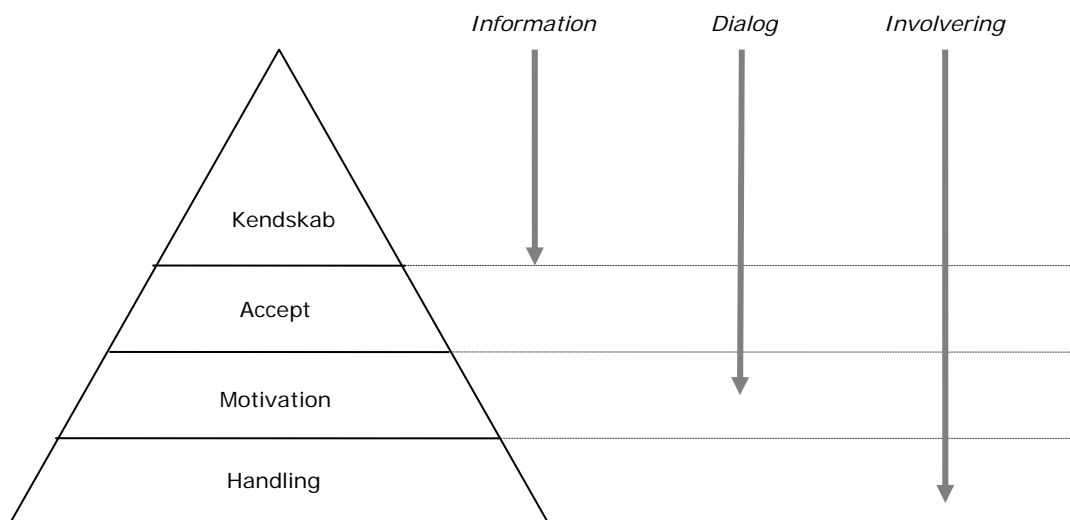 Information Dialog Involvering
Kendskab
Accept
Motivation
Handling